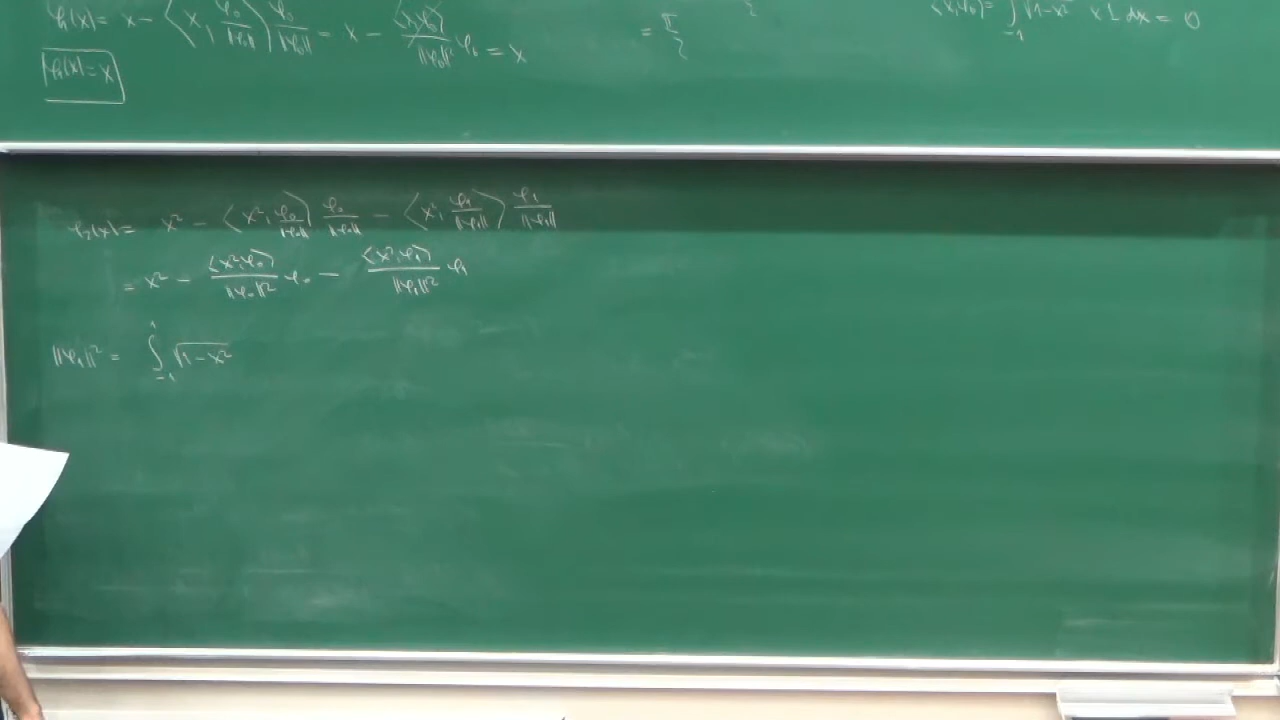 φ₁(x) = x − ⟨x, φ₀/||φ₀||⟩ φ₀/||φ₀|| = x − ⟨x,φ₀⟩/||φ₀||² φ₀ = x
= π/2
⟨x,φ₀⟩ = ∫₋₁ √(1−x²) x 1 dx = 0
φ₁(x) = x
φ₂(x) = x² − ⟨x², φ₀/||φ₀||⟩ φ₀/||φ₀|| − ⟨x², φ₁/||φ₁||⟩ φ₁/||φ₁||
= x² − ⟨x²,φ₀⟩/||φ₀||² φ₀ − ⟨x²,φ₁⟩/||φ₁||² φ₁
||φ₁||² = ∫₋₁¹ √(1−x²)